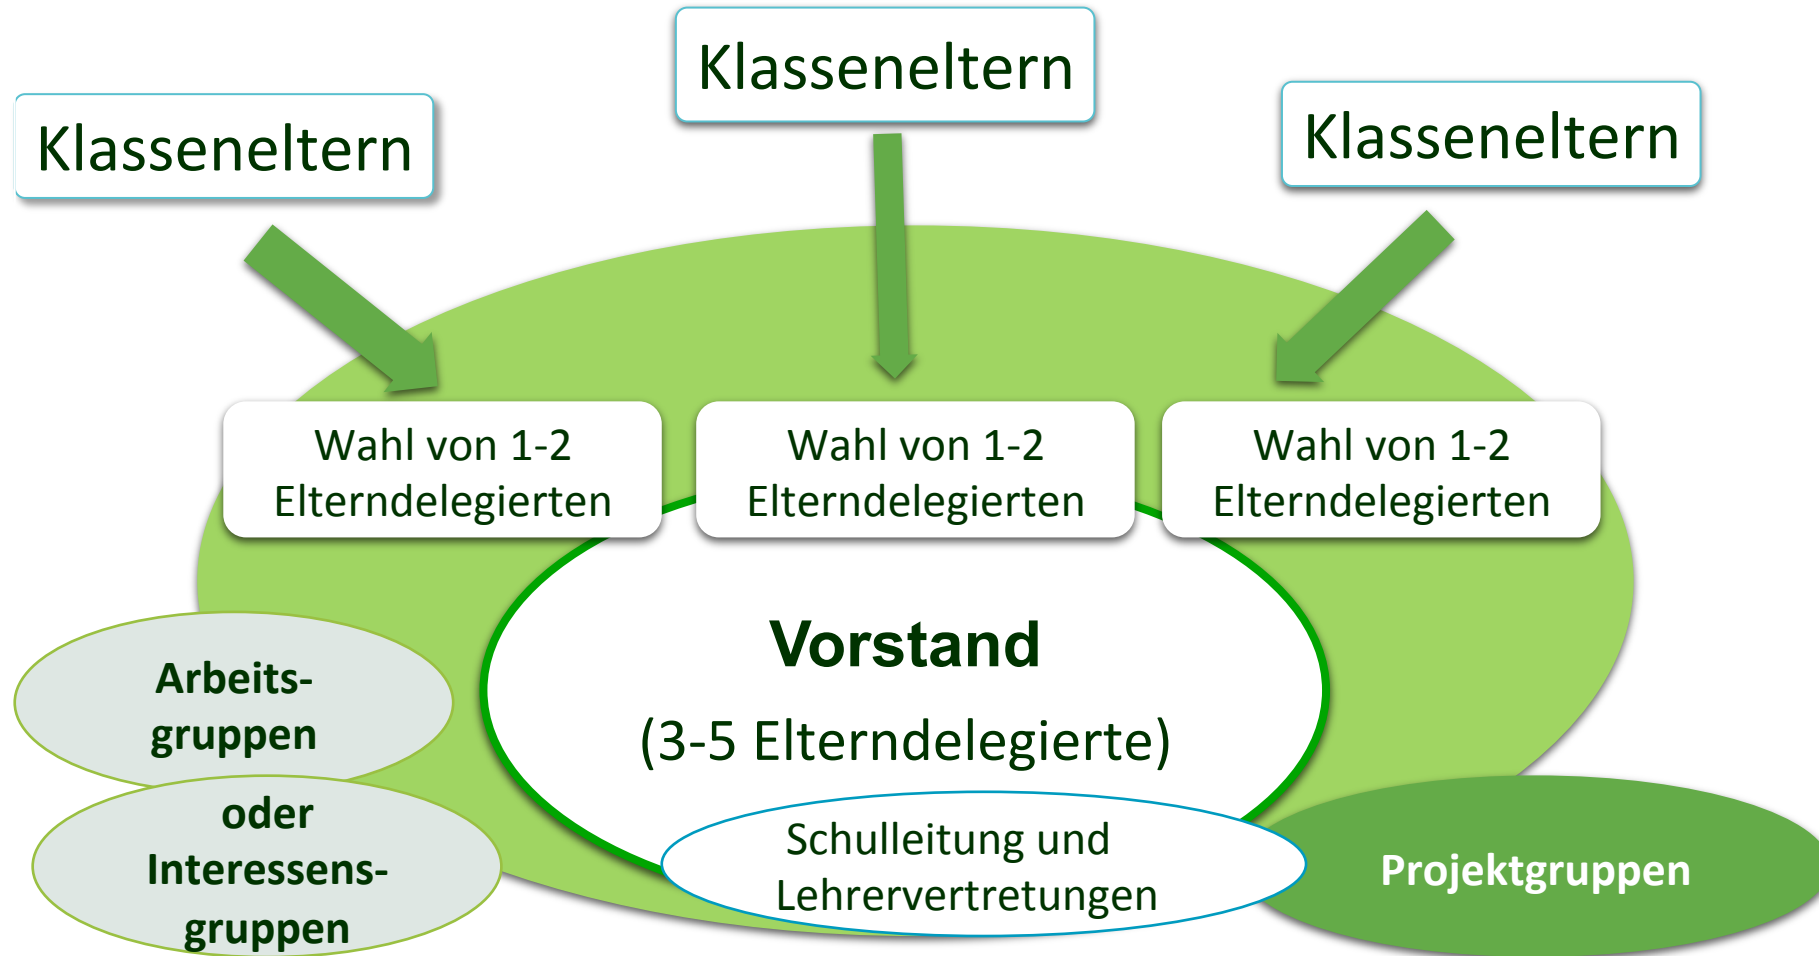 Klasseneltern
Klasseneltern
Klasseneltern
Wahl von 1-2
Elterndelegierten
Wahl von 1-2
Elterndelegierten
Wahl von 1-2
Elterndelegierten
Vorstand
(3-5 Elterndelegierte)
Arbeits-
gruppen
oder
Interessens-
gruppen
Schulleitung und
Lehrervertretungen
Projektgruppen